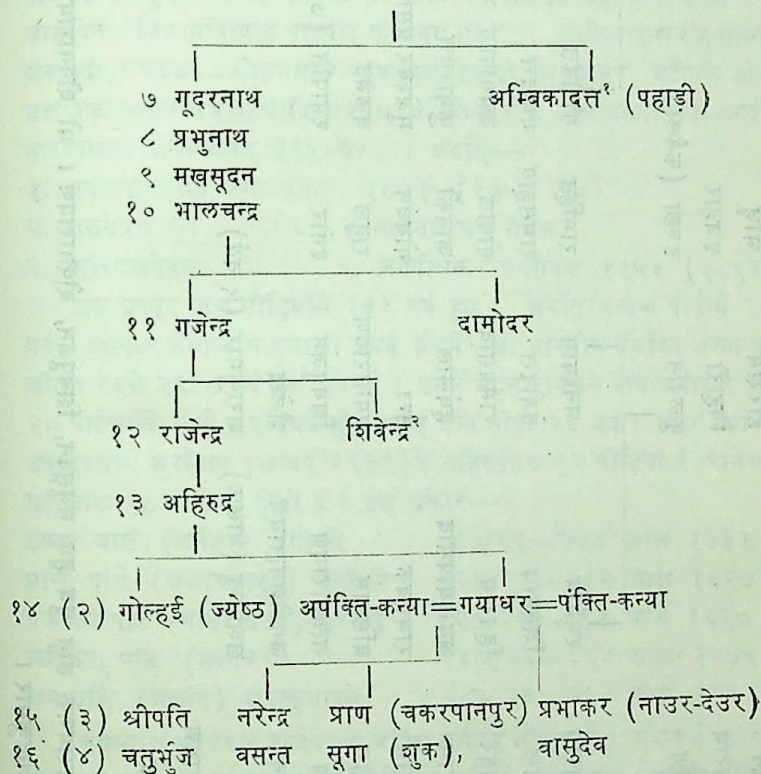 ७ गूदरनाथ अम्विकादत्त¹ (पहाड़ी)
८ प्रभुनाथ
९ मखसूदन
१० भालचन्द्र
११ गजेन्द्र दामोदर
१२ राजेन्द्र शिवेन्द्र²
१३ अहिरुद्र
१४ (२) गोल्हई (ज्येष्ठ) अपंक्ति-कन्या=गयाधर=पंक्ति-कन्या
१५ (३) श्रीपति नरेन्द्र प्राण (चकरपानपुर) प्रभाकर (नाउर-देउर)
१६ (४) चतुर्भुज वसन्त सूगा (शुक), वासुदेव